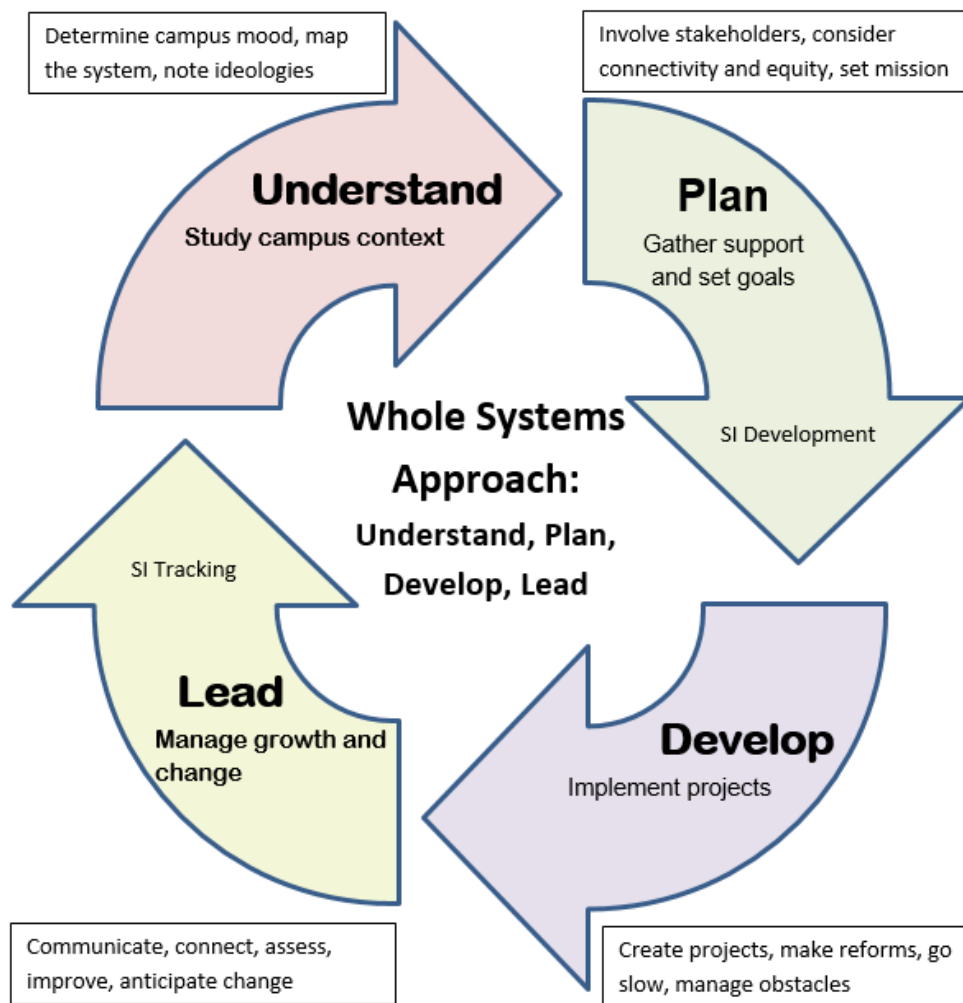 Determine campus mood, map
the system, note ideologies
Involve stakeholders, consider
connectivity and equity, set mission
Understand
Study campus context
Plan
Gather support
and set goals
SI Development
Whole Systems
Approach:
Understand, Plan,
Develop, Lead
SI Tracking
Lead
Manage growth and
change
Develop
Implement projects
Communicate, connect, assess,
improve, anticipate change
Create projects, make reforms, go
slow, manage obstacles